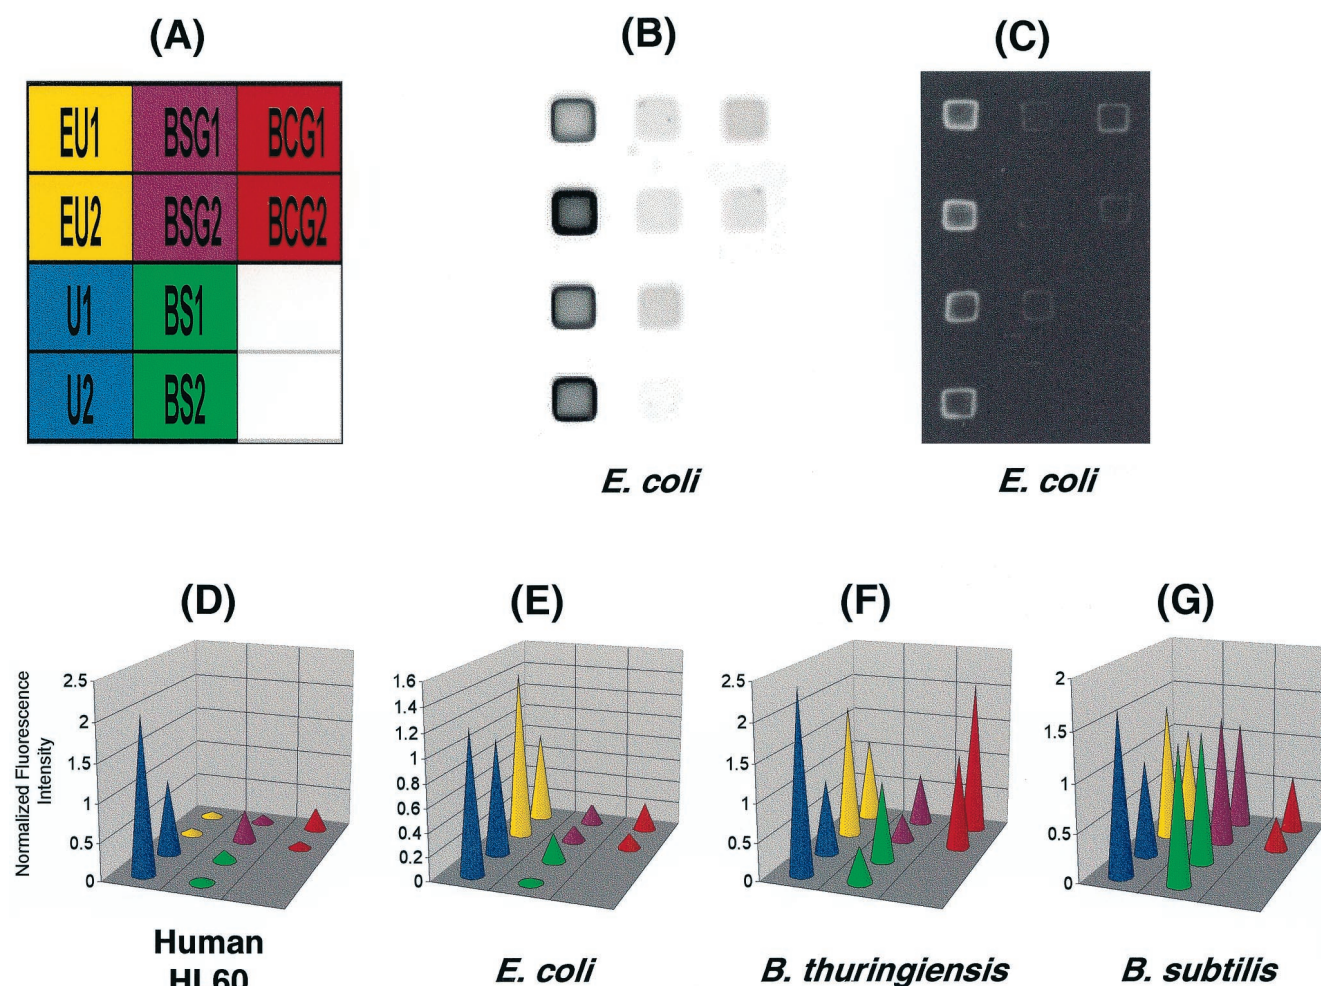 (A)
(B)
(C)
EU1 BSG1 BCG1
EU2 BSG2 BCG2
U1 BS1
U2 BS2
E. coli
E. coli
(D)
(E)
(F)
(G)
Normalized Fluorescence
Intensity
2.5
2
1.5
1
0.5
0
1.6
1.4
1.2
1
0.8
0.6
0.4
0.2
0
2.5
2
1.5
1
0.5
0
2
1.5
1
0.5
0
Human
HL60
E. coli
B. thuringiensis
B. subtilis